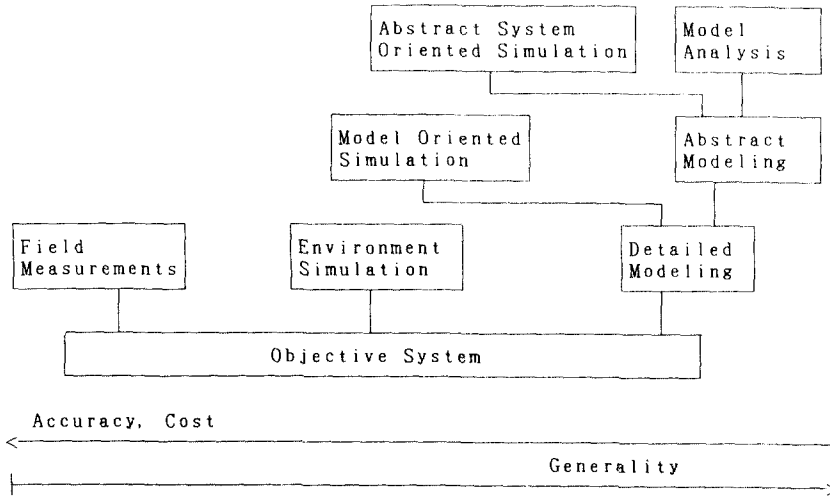 Abstract System
Oriented Simulation
Model
Analysis
Model Oriented
Simulation
Abstract
Modeling
Field
Measurements
Environment
Simulation
Detailed
Modeling
Objective System
Accuracy, Cost
Generality